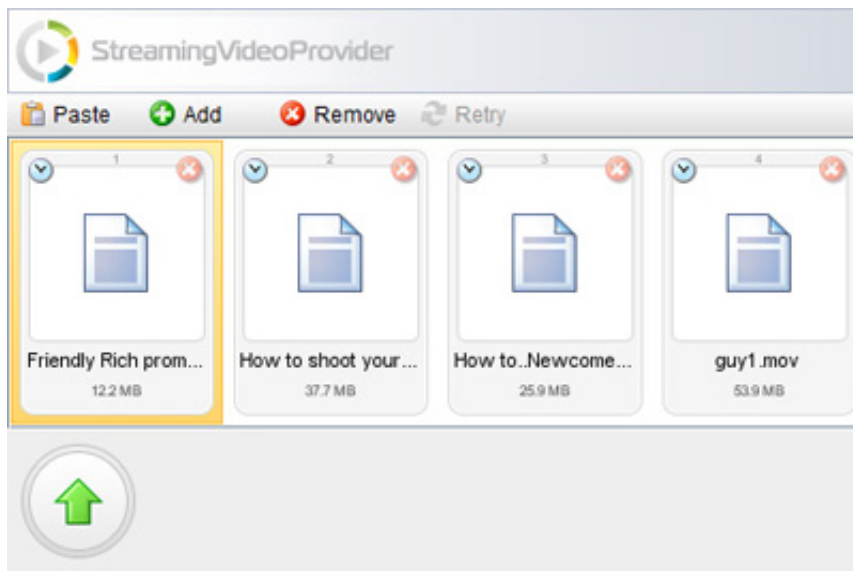 StreamingVideoProvider
Paste Add Remove Retry
1 2 3 4
Friendly Rich prom... How to shoot your... How to..Newcome... guy1.mov
12.2 MB 37.7 MB 25.9 MB 53.9 MB